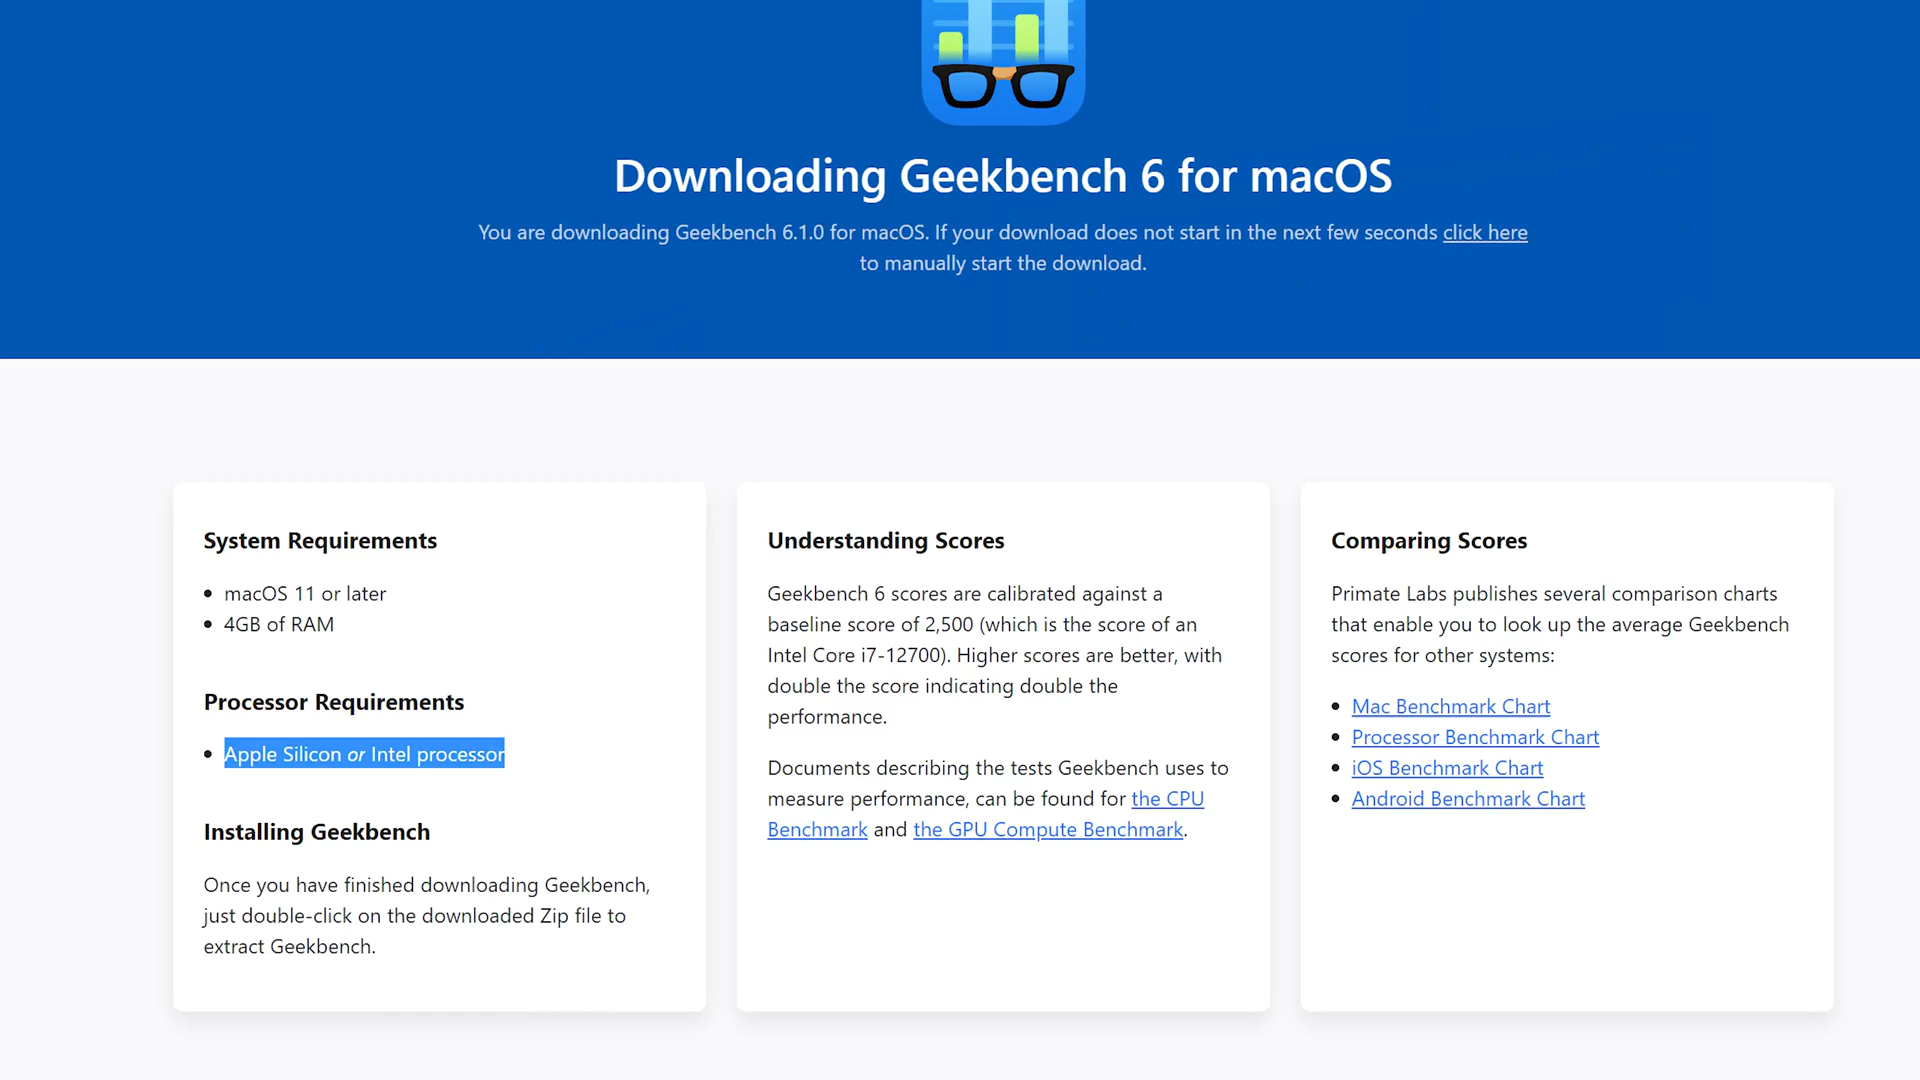 Downloading Geekbench 6 for macOS
You are downloading Geekbench 6.1.0 for macOS. If your download does not start in the next few seconds click here
to manually start the download.
System Requirements
macOS 11 or later
4GB of RAM
Processor Requirements
Apple Silicon or Intel processor
Installing Geekbench
Once you have finished downloading Geekbench,
just double-click on the downloaded Zip file to
extract Geekbench.
Understanding Scores
Geekbench 6 scores are calibrated against a
baseline score of 2,500 (which is the score of an
Intel Core i7-12700). Higher scores are better, with
double the score indicating double the
performance.
Documents describing the tests Geekbench uses to
measure performance, can be found for the CPU
Benchmark and the GPU Compute Benchmark.
Comparing Scores
Primate Labs publishes several comparison charts
that enable you to look up the average Geekbench
scores for other systems:
Mac Benchmark Chart
Processor Benchmark Chart
iOS Benchmark Chart
Android Benchmark Chart